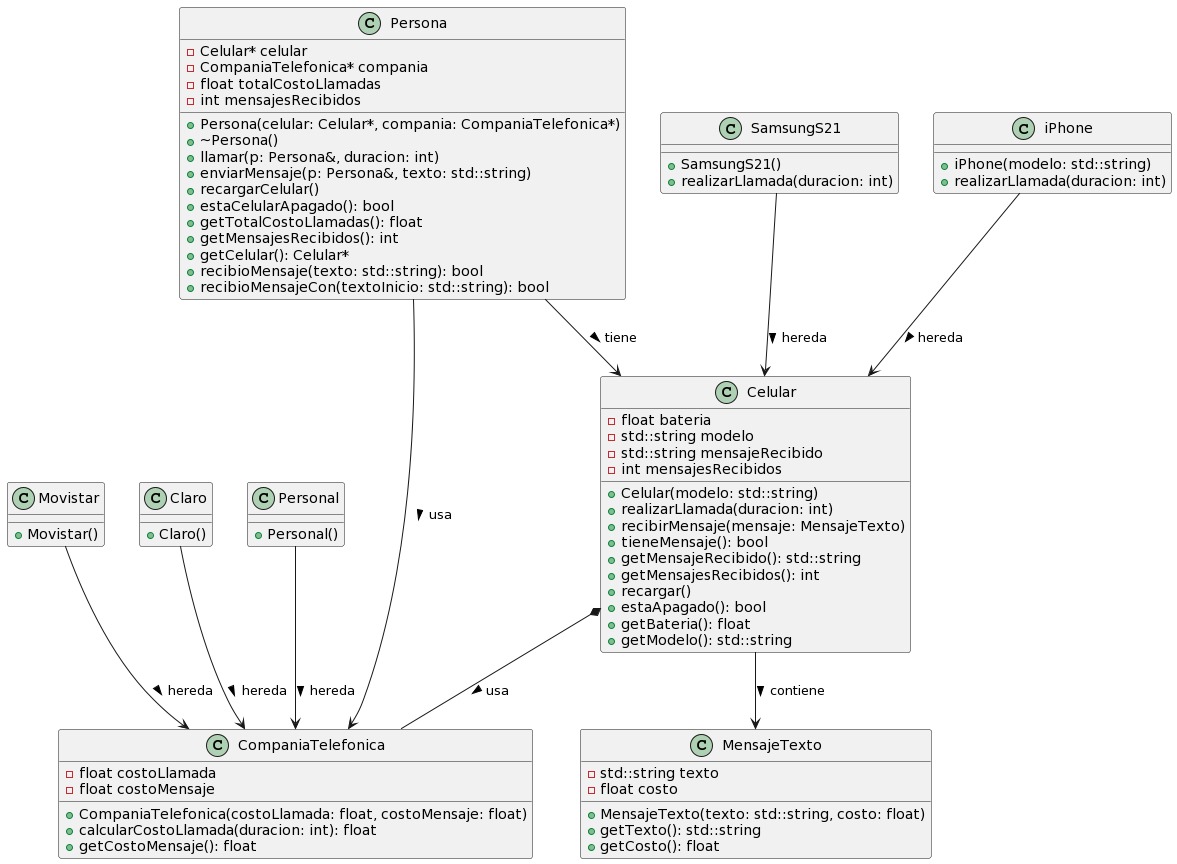 C Persona
Celular* celular
CompaniaTelefonica* compania
float totalCostoLlamadas
int mensajesRecibidos
Persona(celular: Celular*, compania: CompaniaTelefonica*)
~Persona()
llamar(p: Persona&, duracion: int)
enviarMensaje(p: Persona&, texto: std::string)
recargarCelular()
estaCelularApagado(): bool
getTotalCostoLlamadas(): float
getMensajesRecibidos(): int
getCelular(): Celular*
recibioMensaje(texto: std::string): bool
recibioMensajeCon(textoInicio: std::string): bool
C SamsungS21
SamsungS21()
realizarLlamada(duracion: int)
C iPhone
iPhone(modelo: std::string)
realizarLlamada(duracion: int)
tiene
hereda
hereda
C Celular
float bateria
std::string modelo
std::string mensajeRecibido
int mensajesRecibidos
Celular(modelo: std::string)
realizarLlamada(duracion: int)
recibirMensaje(mensaje: MensajeTexto)
tieneMensaje(): bool
getMensajeRecibido(): std::string
getMensajesRecibidos(): int
recargar()
estaApagado(): bool
getBateria(): float
getModelo(): std::string
C Movistar
Movistar()
C Claro
Claro()
C Personal
Personal()
usa
hereda
hereda
hereda
usa
contiene
C CompaniaTelefonica
float costoLlamada
float costoMensaje
CompaniaTelefonica(costoLlamada: float, costoMensaje: float)
calcularCostoLlamada(duracion: int): float
getCostoMensaje(): float
C MensajeTexto
std::string texto
float costo
MensajeTexto(texto: std::string, costo: float)
getTexto(): std::string
getCosto(): float